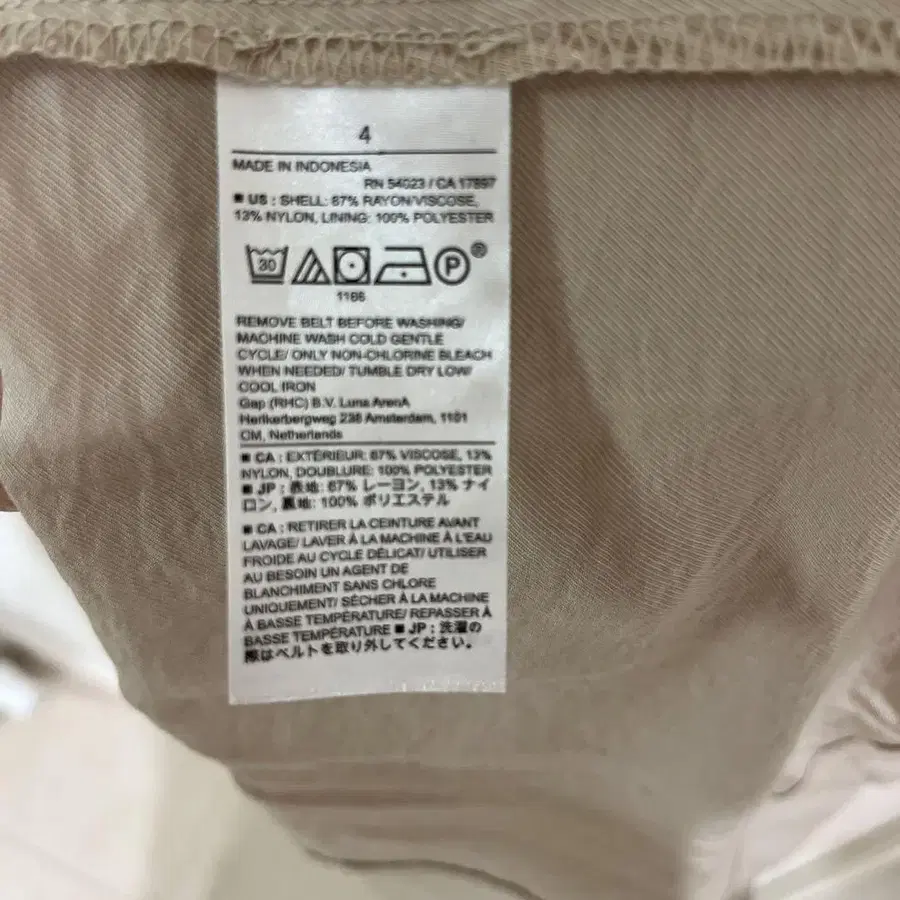 4
MADE IN INDONESIA
RN 54023 / CA 17897
■ US : SHELL: 87% RAYON/VISCOSE,
13% NYLON, LINING: 100% POLYESTER
30 P ®
1166
REMOVE BELT BEFORE WASHING/
MACHINE WASH COLD GENTLE
CYCLE/ ONLY NON-CHLORINE BLEACH
WHEN NEEDED/ TUMBLE DRY LOW/
COOL IRON
Gap (RHC) B.V. Luna ArenA
Herikerbergweg 238 Amsterdam, 1101
CM, Netherlands
■ CA : EXTÉRIEUR: 87% VISCOSE, 13%
NYLON, DOUBLURE: 100% POLYESTER
■ JP : 表地: 87% レーヨン, 13% ナイ
ロン, 裏地: 100% ポリエステル
■ CA : RETIRER LA CEINTURE AVANT
LAVAGE/ LAVER À LA MACHINE À L'EAU
FROIDE AU CYCLE DÉLICAT/ UTILISER
AU BESOIN UN AGENT DE
BLANCHIMENT SANS CHLORE
UNIQUEMENT/ SÉCHER À LA MACHINE
À BASSE TEMPÉRATURE/ REPASSER À
BASSE TEMPÉRATURE ■ JP : 洗濯の
際はベルトを取り外してください。